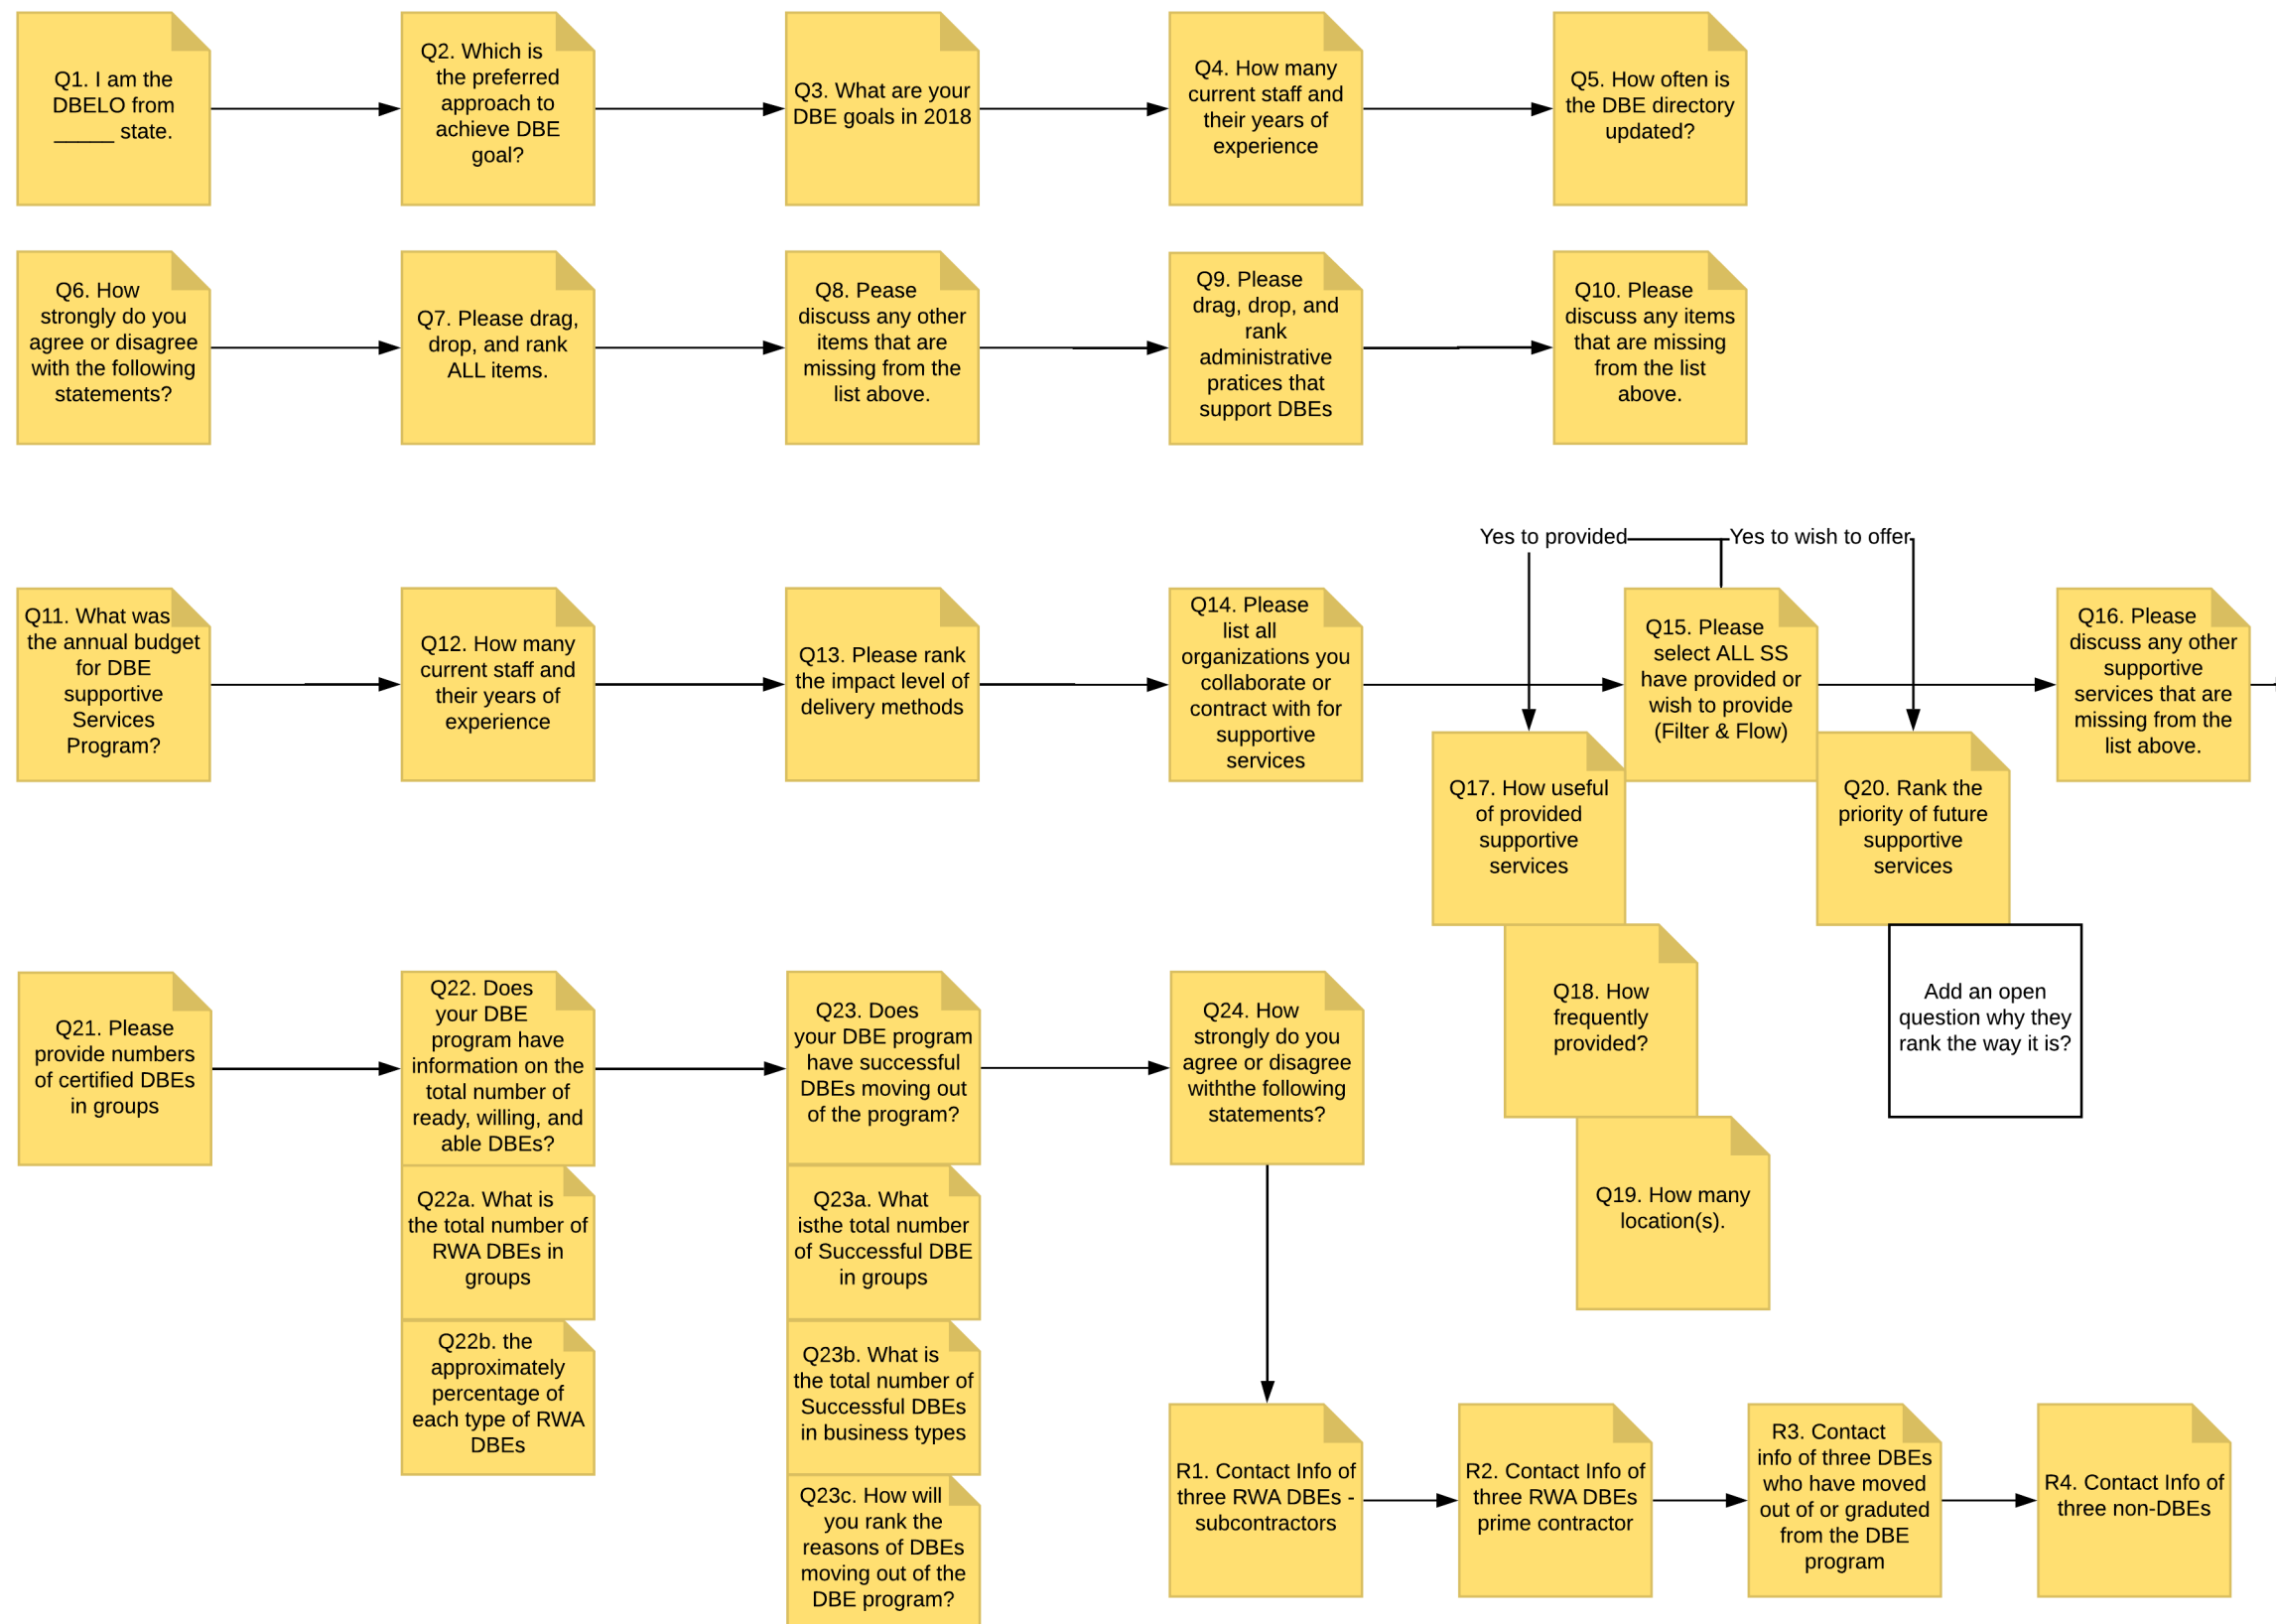 Q1. I am the
DBELO from
_____ state.
Q2. Which is
the preferred
approach to
achieve DBE
goal?
Q3. What are your
DBE goals in 2018
Q4. How many
current staff and
their years of
experience
Q5. How often is
the DBE directory
updated?
Q6. How
strongly do you
agree or disagree
with the following
statements?
Q7. Please drag,
drop, and rank
ALL items.
Q8. Pease
discuss any other
items that are
missing from the
list above.
Q9. Please
drag, drop, and
rank
administrative
pratices that
support DBEs
Q10. Please
discuss any items
that are missing
from the list
above.
Yes to provided
Yes to wish to offer
Q11. What was
the annual budget
for DBE
supportive
Services
Program?
Q12. How many
current staff and
their years of
experience
Q13. Please rank
the impact level of
delivery methods
Q14. Please
list all
organizations you
collaborate or
contract with for
supportive
services
Q15. Please
select ALL SS
have provided or
wish to provide
(Filter & Flow)
Q16. Please
discuss any other
supportive
services that are
missing from the
list above.
Q17. How useful
of provided
supportive
services
Q20. Rank the
priority of future
supportive
services
Q18. How
frequently
provided?
Add an open
question why they
rank the way it is?
Q19. How many
location(s).
Q21. Please
provide numbers
of certified DBEs
in groups
Q22. Does
your DBE
program have
information on the
total number of
ready, willing, and
able DBEs?
Q22a. What is
the total number of
RWA DBEs in
groups
Q22b. the
approximately
percentage of
each type of RWA
DBEs
Q23. Does
your DBE program
have successful
DBEs moving out
of the program?
Q23a. What
isthe total number
of Successful DBE
in groups
Q23b. What is
the total number of
Successful DBEs
in business types
Q23c. How will
you rank the
reasons of DBEs
moving out of the
DBE program?
Q24. How
strongly do you
agree or disagree
withthe following
statements?
R1. Contact Info of
three RWA DBEs -
subcontractors
R2. Contact Info of
three RWA DBEs
prime contractor
R3. Contact
info of three DBEs
who have moved
out of or graduted
from the DBE
program
R4. Contact Info of
three non-DBEs